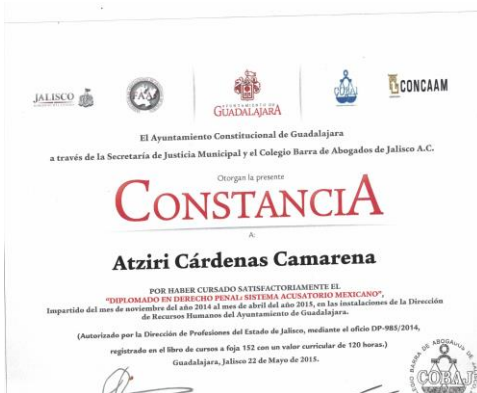 JALISCO
AYUNTAMIENTO DE
GUADALAJARA
CONCAAM
El Ayuntamiento Constitucional de Guadalajara
a través de la Secretaría de Justicia Municipal y el Colegio Barra de Abogados de Jalisco A.C.
Otorgan la presente
CONSTANCIA
A:
Atziri Cárdenas Camarena
POR HABER CURSADO SATISFACTORIAMENTE EL
"DIPLOMADO EN DERECHO PENAL: SISTEMA ACUSATORIO MEXICANO",
Impartido del mes de noviembre del año 2014 al mes de abril del año 2015, en las instalaciones de la Dirección
de Recursos Humanos del Ayuntamiento de Guadalajara.
(Autorizado por la Dirección de Profesiones del Estado de Jalisco, mediante el oficio DP-985/2014,
registrado en el libro de cursos a foja 152 con un valor curricular de 120 horas.)
Guadalajara, Jalisco 22 de Mayo de 2015.
BARRA DE ABOGADOS DE
COBAJ